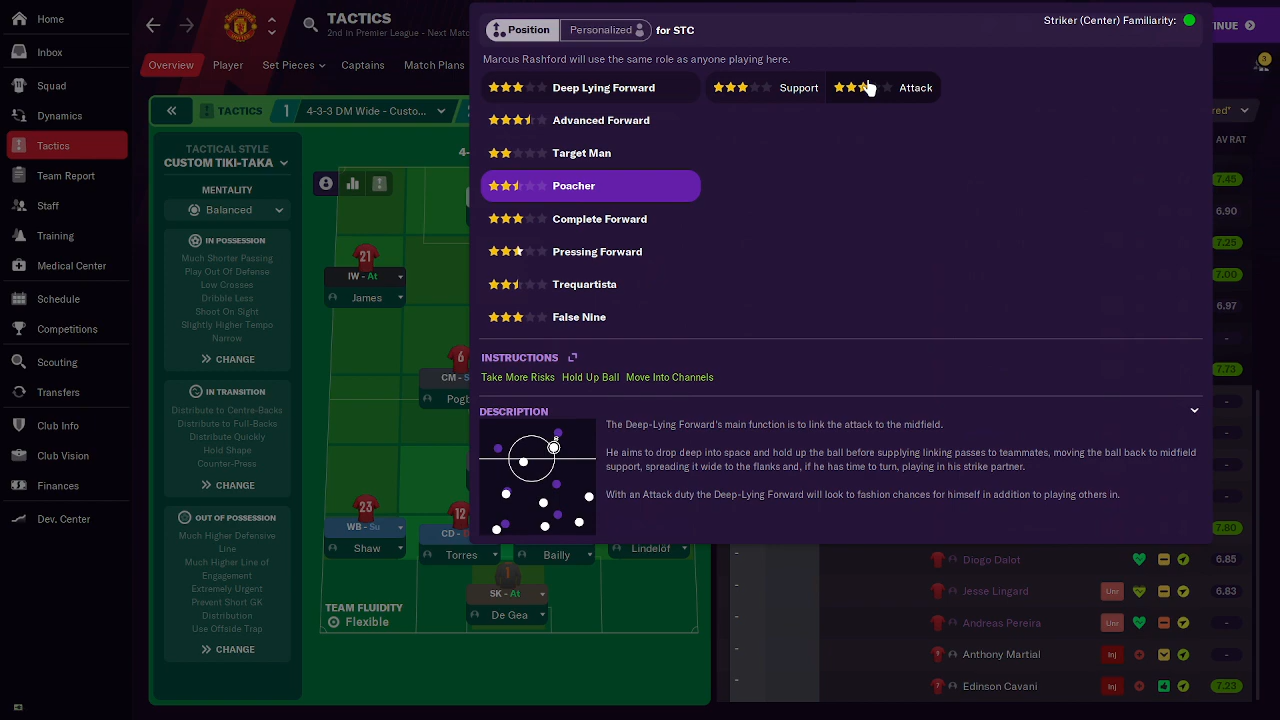 Home
Inbox
Squad
Dynamics
Tactics
Team Report
Staff
Training
Medical Center
Schedule
Competitions
Scouting
Transfers
Club Info
Club Vision
Finances
Dev. Center
TACTICS
2nd in Premier League - Next Matc
Overview
Player
Set Pieces
Captains
Match Plans
TACTICS
1
4-3-3 DM Wide - Custo...
TACTICAL STYLE
CUSTOM TIKI-TAKA
MENTALITY
Balanced
IN POSSESSION
Much Shorter Passing
Play Out Of Defense
Low Crosses
Dribble Less
Shoot On Sight
Slightly Higher Tempo
Narrow
CHANGE
IN TRANSITION
Distribute to Centre-Backs
Distribute to Full-Backs
Distribute Quickly
Hold Shape
Counter-Press
CHANGE
OUT OF POSSESSION
Much Higher Defensive
Line
Much Higher Line of
Engagement
Extremely Urgent
Prevent Short GK
Distribution
Use Offside Trap
CHANGE
21
IW - At
James
6
CM - S
Pogb
23
WB - Su
Shaw
12
CD -
Torres
Bailly
Lindelöf
1
SK - At
De Gea
TEAM FLUIDITY
Flexible
Position
Personalized
for STC
Striker (Center) Familiarity:
Marcus Rashford will use the same role as anyone playing here.
Deep Lying Forward
Support
Attack
Advanced Forward
Target Man
Poacher
Complete Forward
Pressing Forward
Trequartista
False Nine
INSTRUCTIONS
Take More Risks Hold Up Ball Move Into Channels
DESCRIPTION
The Deep-Lying Forward's main function is to link the attack to the midfield.
He aims to drop deep into space and hold up the ball before supplying linking passes to teammates, moving the ball back to midfield
support, spreading it wide to the flanks and, if he has time to turn, playing in his strike partner.
With an Attack duty the Deep-Lying Forward will look to fashion chances for himself in addition to playing others in.
NUE
3
red*
AV RAT
7.45
6.90
7.25
7.00
6.97
-
7.73
-
-
-
-
7.80
Diogo Dalot
6.85
Jesse Lingard
Unr
6.83
Andreas Pereira
Unr
-
Anthony Martial
Inj
-
Edinson Cavani
Inj
7.23